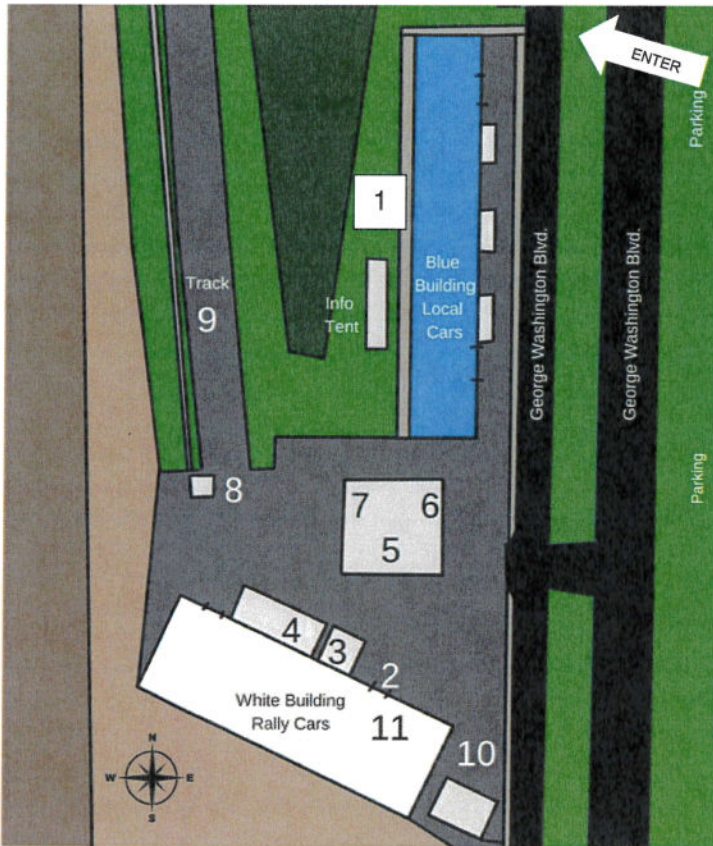 ENTER
Parking
1
Blue
Building
Local
Cars
Track
9
Info
Tent
George Washington Blvd.
George Washington Blvd.
Parking
8
7
6
5
4
3
2
White Building
Rally Cars
11
10
N
W
E
S